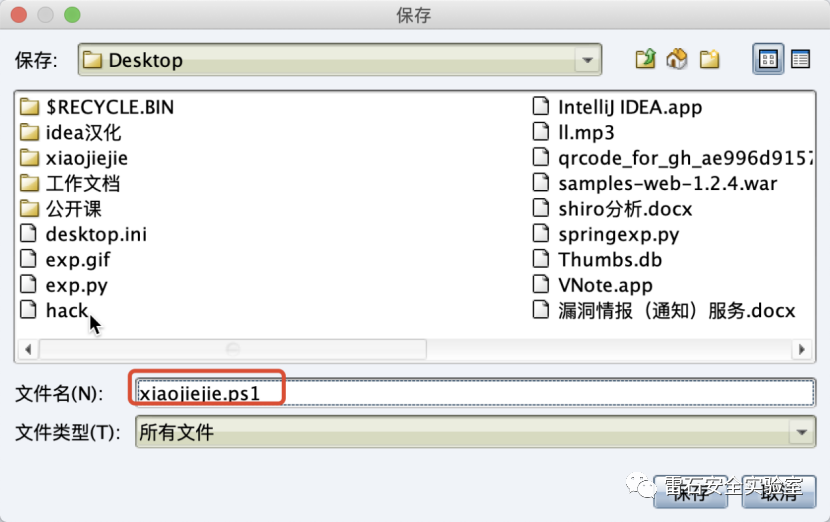 保存
保存: Desktop
$RECYCLE.BIN
idea汉化
xiaojiejie
工作文档
公开课
desktop.ini
exp.gif
exp.py
hack
IntelliJ IDEA.app
ll.mp3
qrcode_for_gh_ae996d9157
samples-web-1.2.4.war
shiro分析.docx
springexp.py
Thumbs.db
VNote.app
漏洞情报（通知）服务.docx
文件名(N): xiaojiejie.ps1
文件类型(T): 所有文件
保存 取消
雷石安全实验室